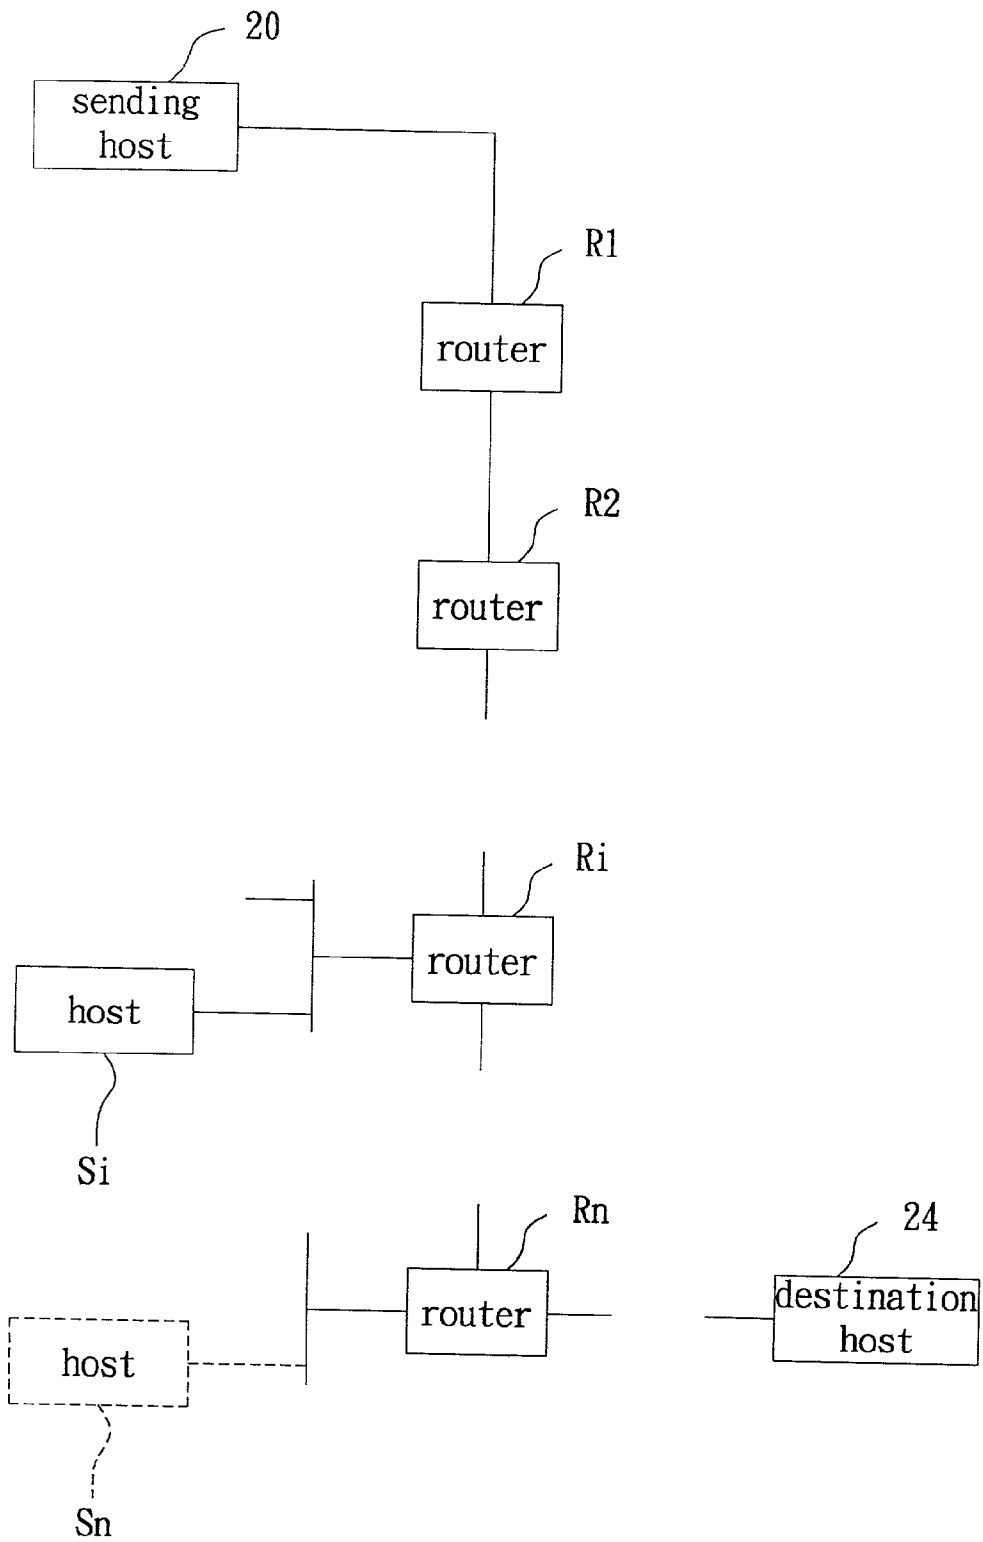 20
sending
host
R1
router
R2
router
Ri
router
host
Si
Rn
24
router
destination
host
host
Sn